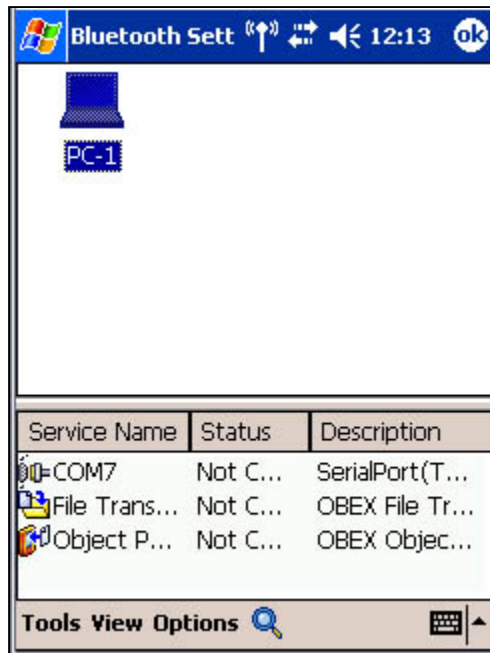 Bluetooth Sett 12:13 ok
PC-1
Service Name Status Description
COM7 Not C... SerialPort(T...
File Trans... Not C... OBEX File Tr...
Object P... Not C... OBEX Objec...
Tools View Options